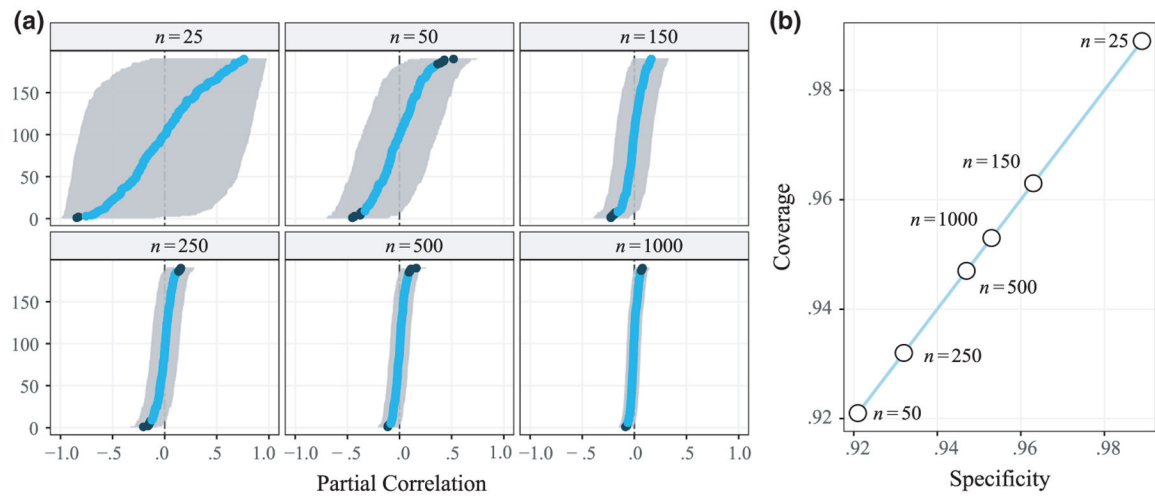 (a)
n = 25
n = 50
n = 150
150
100
50
0
n = 250
n = 500
n = 1000
150
100
50
0
−1.0 −.5 .0 .5 1.0 −1.0 −.5 .0 .5 1.0 −1.0 −.5 .0 .5 1.0
Partial Correlation
(b)
n = 25
.98
n = 150
.96
n = 1000
Coverage
n = 500
.94
n = 250
.92
n = 50
.92 .94 .96 .98
Specificity